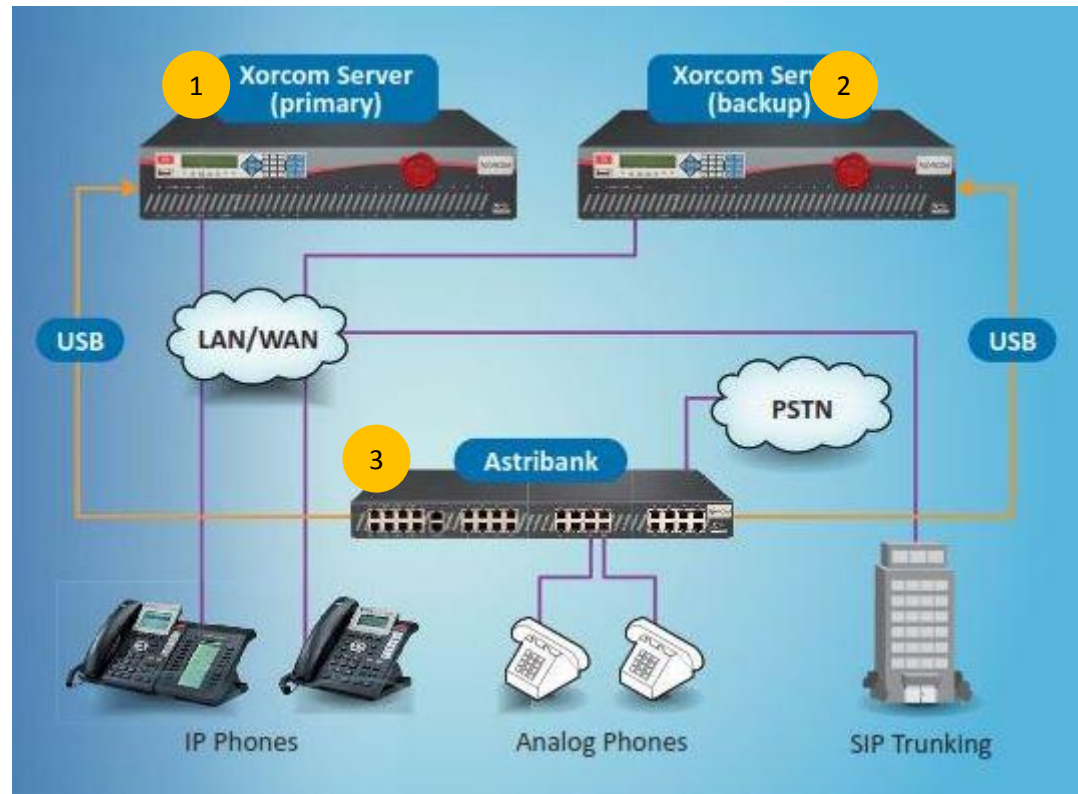 1
Xorcom Server
(primary)
Xorcom
2
(backup)
USB
LAN/WAN
USB
PSTN
3
Astribank
IP Phones
Analog Phones
SIP Trunking